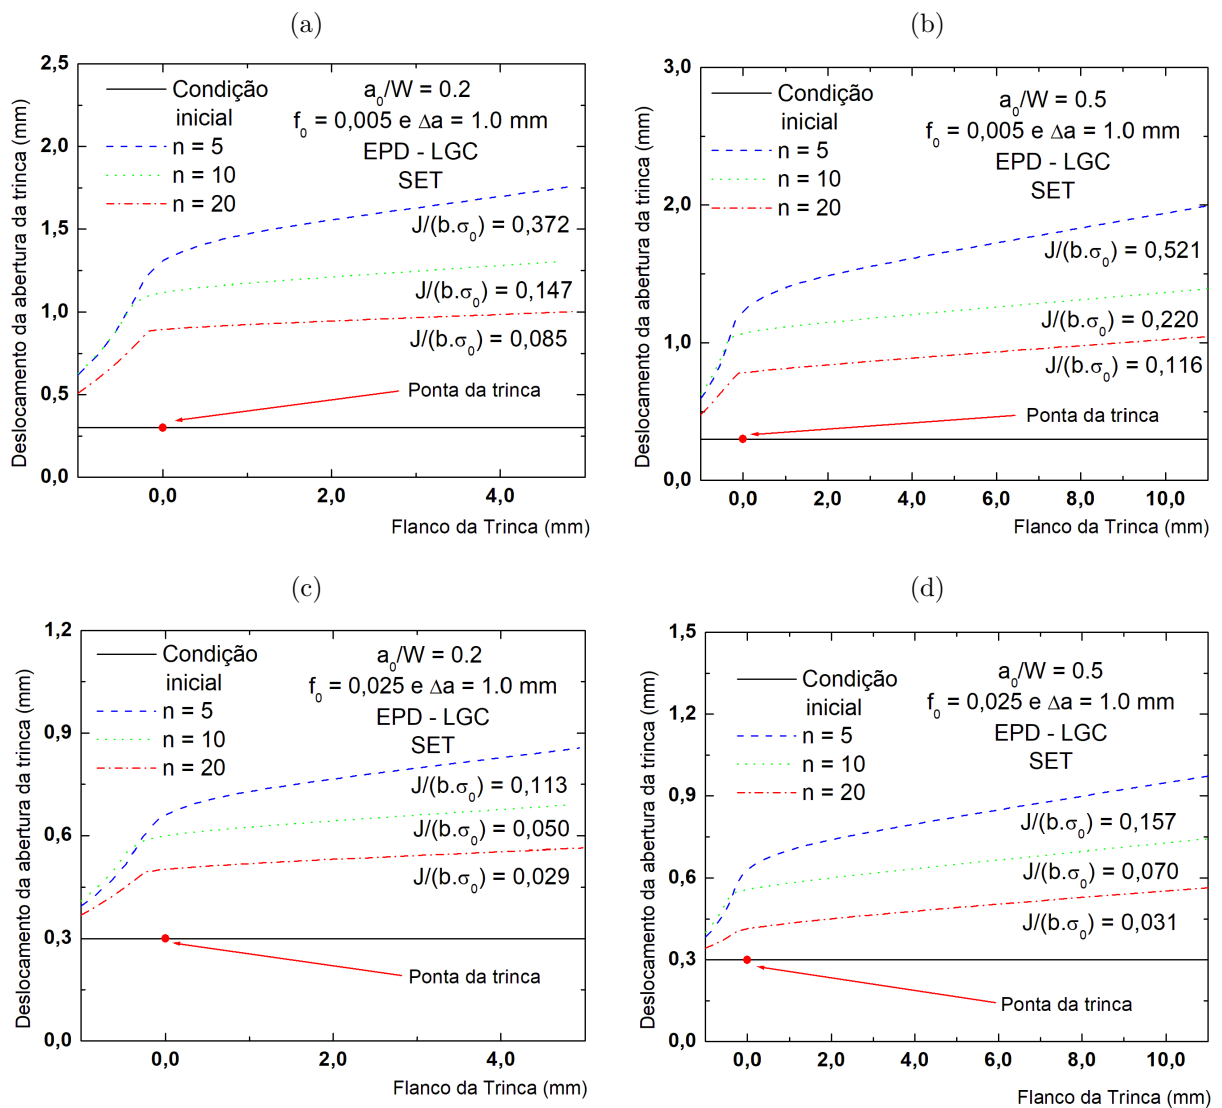 (a)
Deslocamento da abertura da trinca (mm)
2,5
2,0
1,5
1,0
0,5
0,0
Condição
inicial
n = 5
n = 10
n = 20
a0/W = 0.2
f0 = 0,005 e Δa = 1.0 mm
EPD - LGC
SET
J/(b.σ0) = 0,372
J/(b.σ0) = 0,147
J/(b.σ0) = 0,085
Ponta da trinca
0,0 2,0 4,0
Flanco da Trinca (mm)
(b)
Deslocamento da abertura da trinca (mm)
3,0
2,0
1,0
0,0
Condição
inicial
n = 5
n = 10
n = 20
a0/W = 0.5
f0 = 0,005 e Δa = 1.0 mm
EPD - LGC
SET
J/(b.σ0) = 0,521
J/(b.σ0) = 0,220
J/(b.σ0) = 0,116
Ponta da trinca
0,0 2,0 4,0 6,0 8,0 10,0
Flanco da Trinca (mm)
(c)
Deslocamento da abertura da trinca (mm)
1,2
0,9
0,6
0,3
0,0
Condição
inicial
n = 5
n = 10
n = 20
a0/W = 0.2
f0 = 0,025 e Δa = 1.0 mm
EPD - LGC
SET
J/(b.σ0) = 0,113
J/(b.σ0) = 0,050
J/(b.σ0) = 0,029
Ponta da trinca
0,0 2,0 4,0
Flanco da Trinca (mm)
(d)
Deslocamento da abertura da trinca (mm)
1,5
1,2
0,9
0,6
0,3
0,0
Condição
inicial
n = 5
n = 10
n = 20
a0/W = 0.5
f0 = 0,025 e Δa = 1.0 mm
EPD - LGC
SET
J/(b.σ0) = 0,157
J/(b.σ0) = 0,070
J/(b.σ0) = 0,031
Ponta da trinca
0,0 2,0 4,0 6,0 8,0 10,0
Flanco da Trinca (mm)